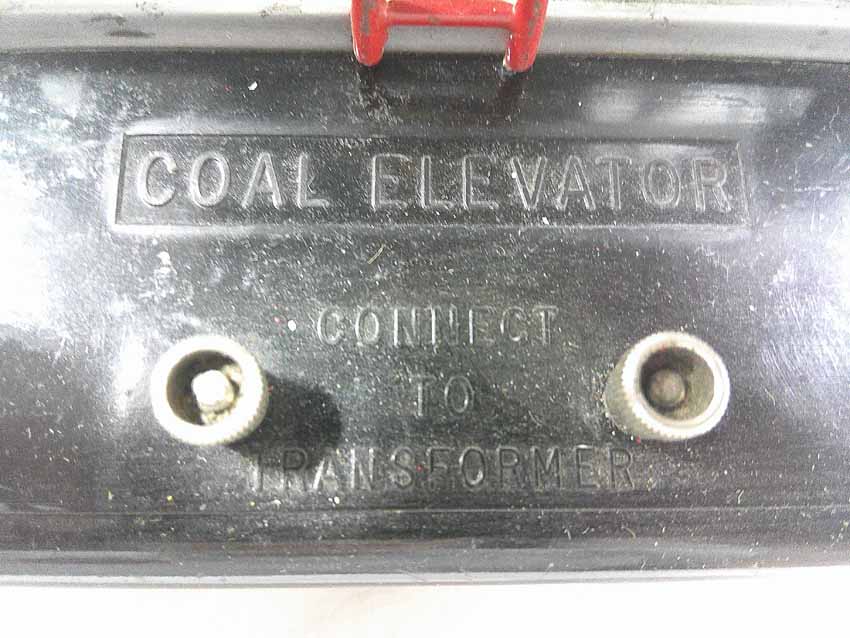 COAL ELEVATOR
CONNECT
TO
TRANSFORMER